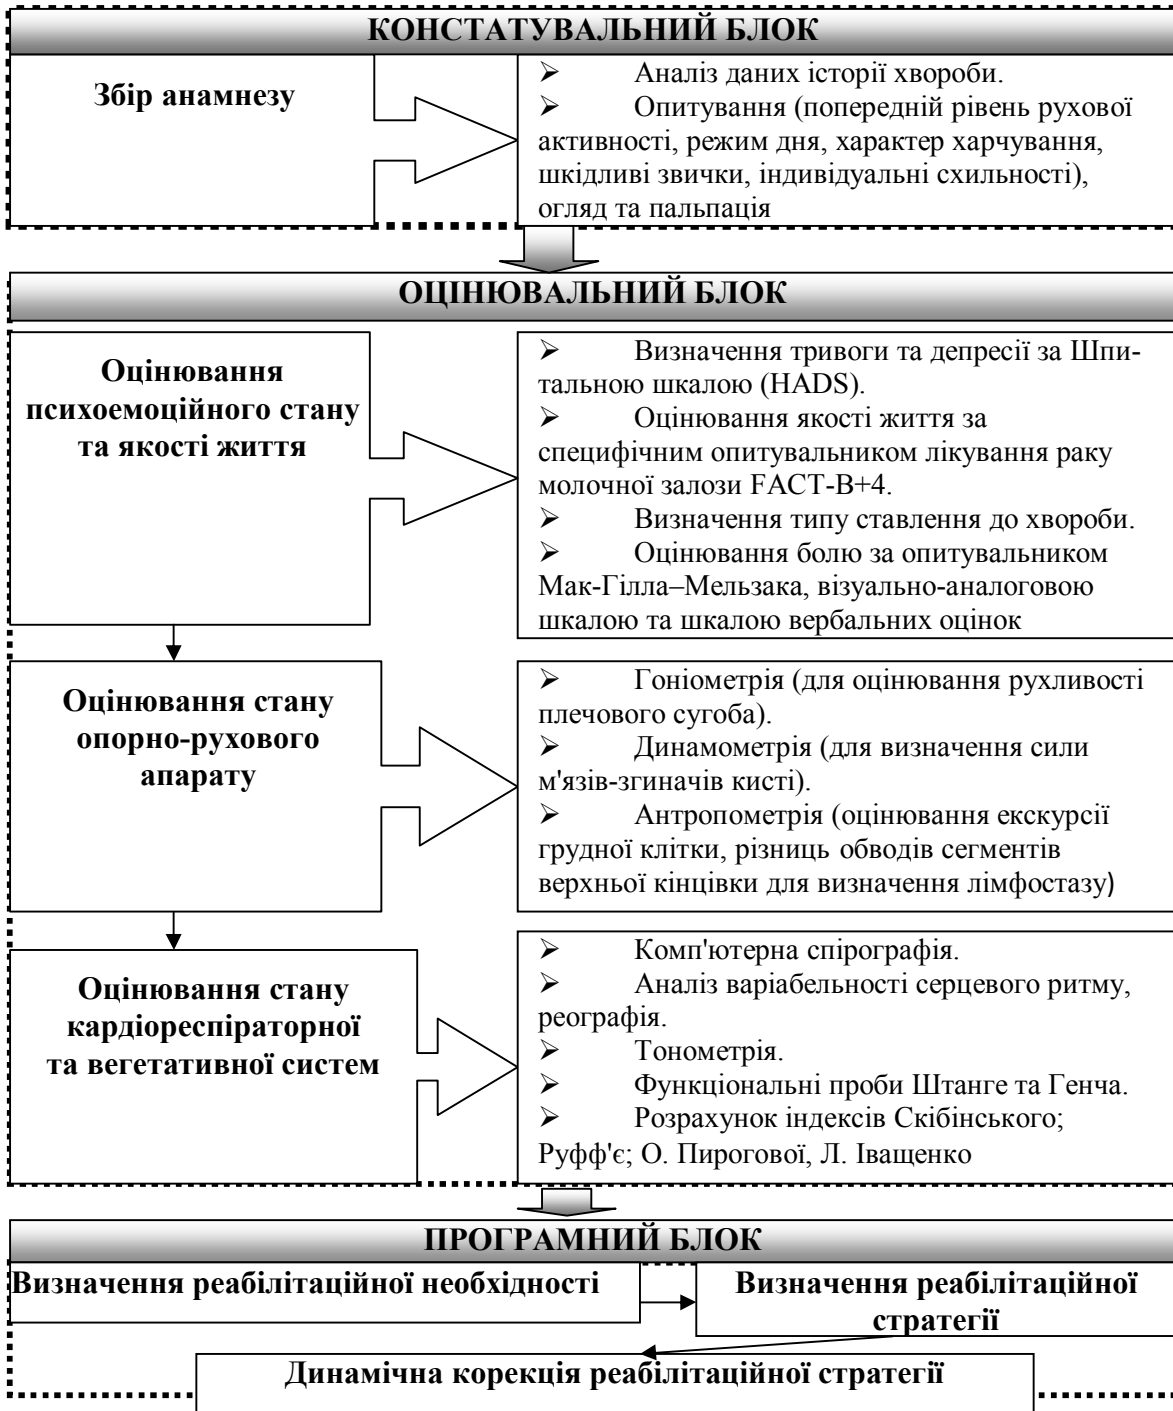 КОНСТАТУВАЛЬНИЙ БЛОК
Збір анамнезу
➢ Аналіз даних історії хвороби.
➢ Опитування (попередній рівень рухової
активності, режим дня, характер харчування,
шкідливі звички, індивідуальні схильності),
огляд та пальпація
ОЦІНЮВАЛЬНИЙ БЛОК
Оцінювання
психоемоційного стану
та якості життя
➢ Визначення тривоги та депресії за Шпи-
тальною шкалою (HADS).
➢ Оцінювання якості життя за
специфічним опитувальником лікування раку
молочної залози FACT-B+4.
➢ Визначення типу ставлення до хвороби.
➢ Оцінювання болю за опитувальником
Мак-Гілла–Мельзака, візуально-аналоговою
шкалою та шкалою вербальних оцінок
Оцінювання стану
опорно-рухового
апарату
➢ Гоніометрія (для оцінювання рухливості
плечового сугоба).
➢ Динамометрія (для визначення сили
м'язів-згиначів кисті).
➢ Антропометрія (оцінювання екскурсії
грудної клітки, різниць обводів сегментів
верхньої кінцівки для визначення лімфостазу)
Оцінювання стану
кардіореспіраторної
та вегетативної систем
➢ Комп'ютерна спірографія.
➢ Аналіз варіабельності серцевого ритму,
реографія.
➢ Тонометрія.
➢ Функціональні проби Штанге та Генча.
➢ Розрахунок індексів Скібінського;
Руфф'є; О. Пирогової, Л. Іващенко
ПРОГРАМНИЙ БЛОК
Визначення реабілітаційної необхідності
Визначення реабілітаційної
стратегії
Динамічна корекція реабілітаційної стратегії